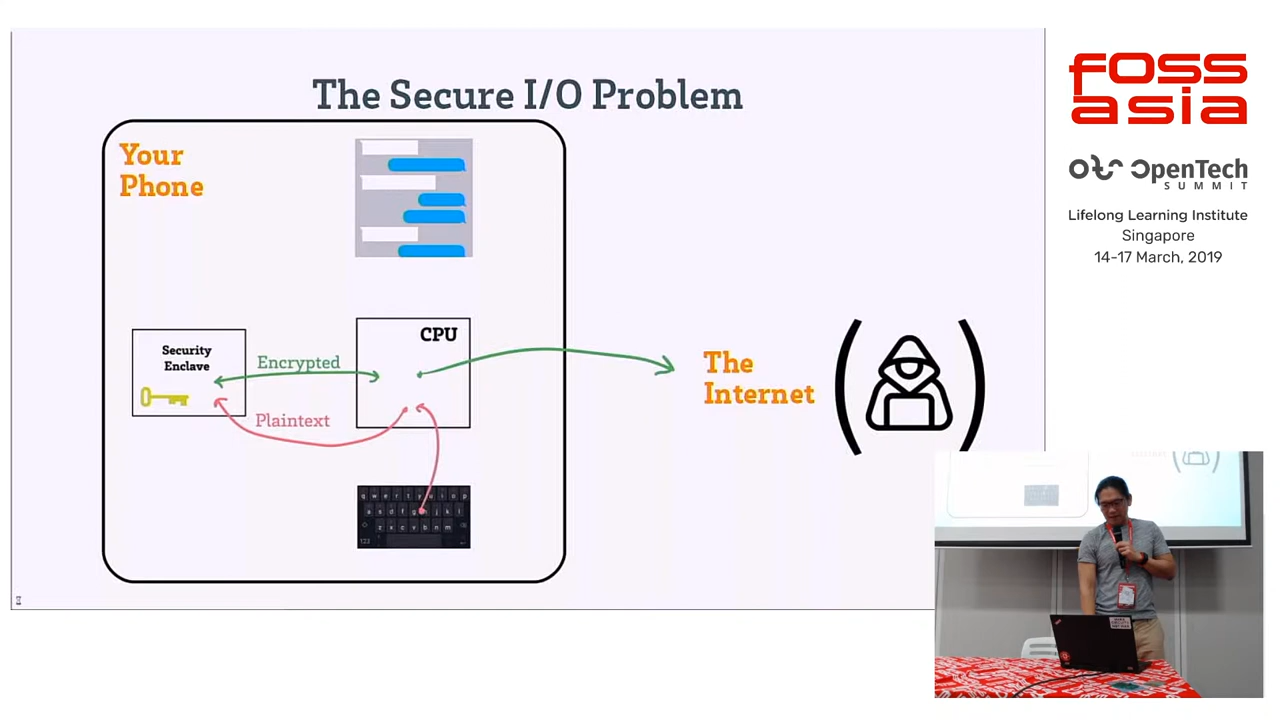 The Secure I/O Problem
Your
Phone
CPU
Security
Enclave
Encrypted
Plaintext
q w e r t y u i o p
a s d f g h j k l
z x c v b n m
123
The
Internet
FOSS
ASIA
OpenTech
SUMMIT
Lifelong Learning Institute
Singapore
14-17 March, 2019